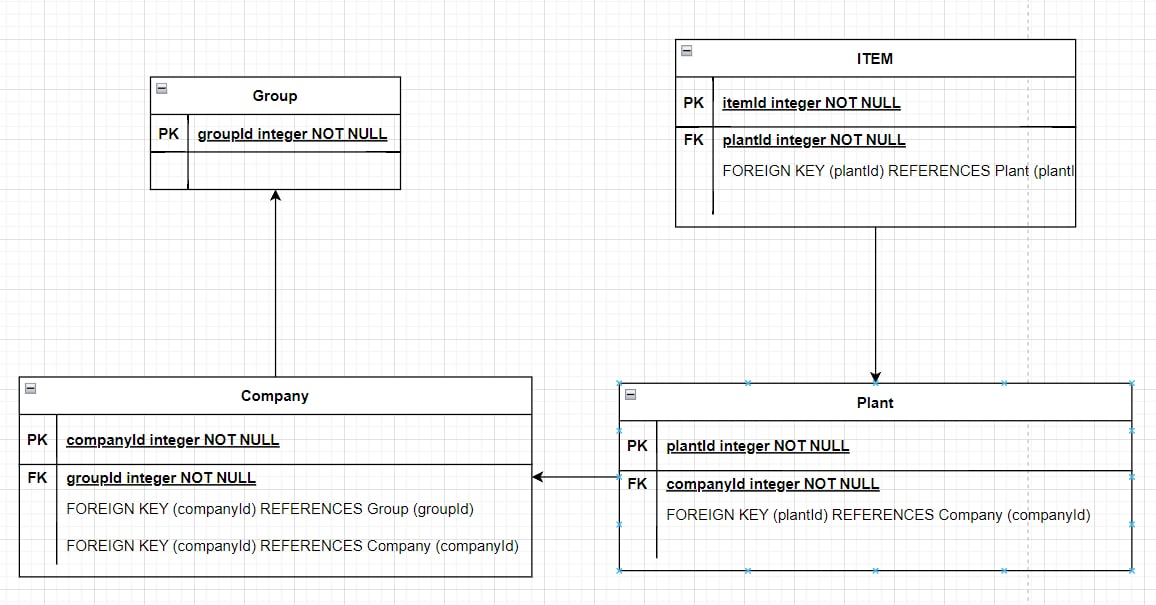 Group
PK groupId integer NOT NULL
ITEM
PK itemId integer NOT NULL
FK plantId integer NOT NULL
FOREIGN KEY (plantId) REFERENCES Plant (plantI
Company
PK companyId integer NOT NULL
FK groupId integer NOT NULL
FOREIGN KEY (companyId) REFERENCES Group (groupId)
FOREIGN KEY (companyId) REFERENCES Company (companyId)
Plant
PK plantId integer NOT NULL
FK companyId integer NOT NULL
FOREIGN KEY (plantId) REFERENCES Company (companyId)